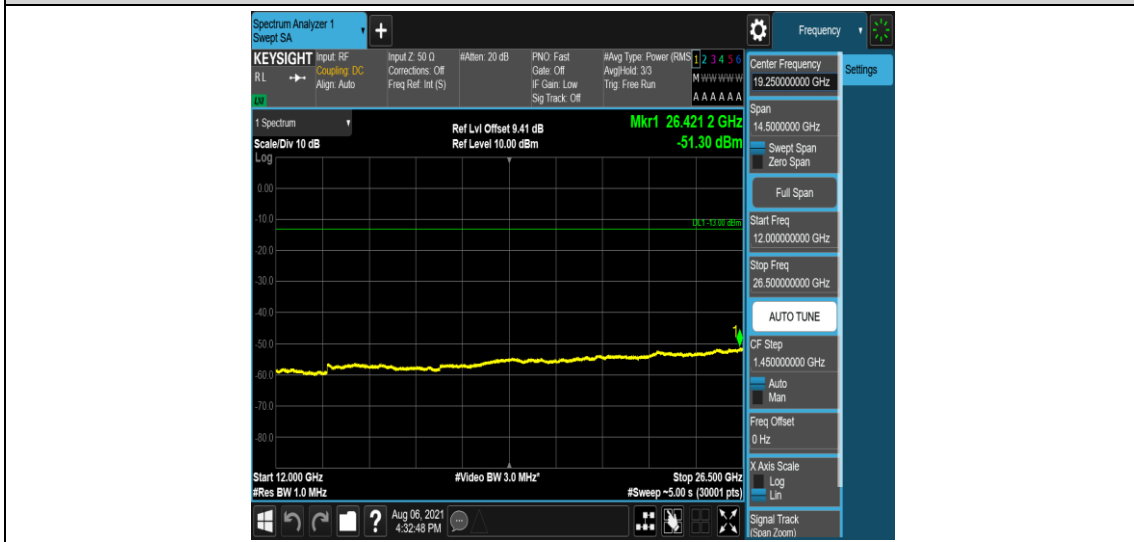 Spectrum Analyzer 1
Swept SA
+
Frequency
KEYSIGHT
RL
Input: RF
Coupling: DC
Align: Auto
Input Z: 50 Ω
Corrections: Off
Freq Ref: Int (S)
#Atten: 20 dB
PNO: Fast
Gate: Off
IF Gain: Low
Sig Track: Off
#Avg Type: Power (RMS
Avg|Hold: 3/3
Trig: Free Run
1 2 3 4 5 6
M W W W W W
A A A A A A
1 Spectrum
Scale/Div 10 dB
Log
Ref Lvl Offset 9.41 dB
Ref Level 10.00 dBm
Mkr1 26.421 2 GHz
-51.30 dBm
0.00
-10.0
DL1 -13.00 dBm
-20.0
-30.0
-40.0
1
-50.0
-60.0
-70.0
-80.0
Start 12.000 GHz
#Res BW 1.0 MHz
#Video BW 3.0 MHz*
Stop 26.500 GHz
#Sweep ~5.00 s (30001 pts)
Center Frequency
19.250000000 GHz
Settings
Span
14.5000000 GHz
Swept Span
Zero Span
Full Span
Start Freq
12.000000000 GHz
Stop Freq
26.500000000 GHz
AUTO TUNE
CF Step
1.450000000 GHz
Auto
Man
Freq Offset
0 Hz
X Axis Scale
Log
Lin
Signal Track
(Span Zoom)
?
Aug 06, 2021
4:32:48 PM